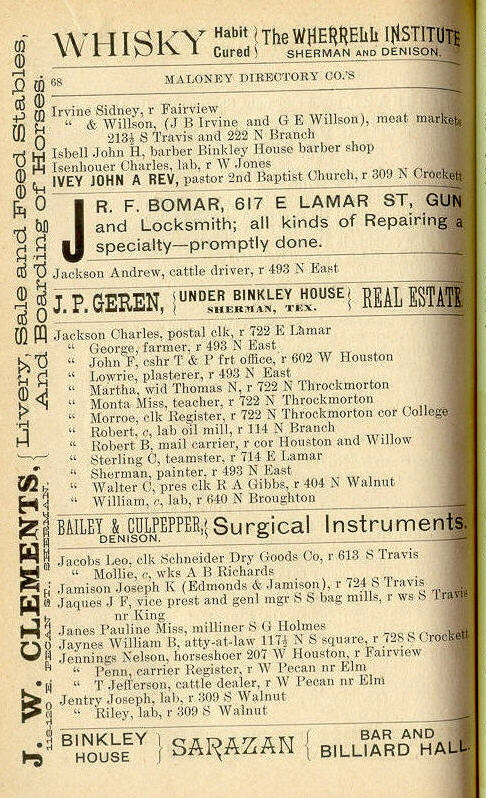 WHISKY Habit Cured { The WHERRELL INSTITUTE
SHERMAN AND DENISON.
68 MALONEY DIRECTORY CO.'S
Irvine Sidney, r Fairview
“ & Willson, (J B Irvine and G E Willson), meat markets
213½ S Travis and 222 N Branch
Isbell John H, barber Binkley House barber shop
Isenhouer Charles, lab, r W Jones
IVEY JOHN A REV, pastor 2nd Baptist Church, r 309 N Crockett
J R. F. BOMAR, 617 E LAMAR ST, GUN
and Locksmith; all kinds of Repairing a
specialty—promptly done.
Jackson Andrew, cattle driver, r 493 N East
J. P. GEREN, { UNDER BINKLEY HOUSE } REAL ESTATE
SHERMAN, TEX.
Jackson Charles, postal clk, r 722 E Lamar
“ George, farmer, r 493 N East
“ John F, cshr T & P frt office, r 602 W Houston
“ Lowrie, plasterer, r 493 N East
“ Martha, wid Thomas N, r 722 N Throckmorton
“ Monta Miss, teacher, r 722 N Throckmorton
“ Morroe, clk Register, r 722 N Throckmorton cor College
“ Robert, c, lab oil mill, r 114 N Branch
“ Robert B, mail carrier, r cor Houston and Willow
“ Sterling C, teamster, r 714 E Lamar
“ Sherman, painter, r 493 N East
“ Walter C, pres clk R A Gibbs, r 404 N Walnut
“ William, c, lab, r 640 N Broughton
BAILEY & CULPEPPER, { Surgical Instruments.
DENISON.
Jacobs Leo, clk Schneider Dry Goods Co, r 613 S Travis
“ Mollie, c, wks A B Richards
Jamison Joseph K (Edmonds & Jamison), r 724 S Travis
Jaques J F, vice prest and genl mgr S S bag mills, r ws S Travis
nr King
Janes Pauline Miss, milliner S G Holmes
Jaynes William B, atty-at-law 117½ N S square, r 728 S Crockett
Jennings Nelson, horseshoer 207 W Houston, r Fairview
“ Penn, carrier Register, r W Pecan nr Elm
“ T Jefferson, cattle dealer, r W Pecan nr Elm
Jentry Joseph, lab, r 309 S Walnut
“ Riley, lab, r 309 S Walnut
BINKLEY HOUSE } SARAZAN { BAR AND BILLIARD HALL.
J. W. CLEMENTS, { Livery, Sale and Feed Stables,
And Boarding of Horses.
118-120 E. PECAN ST., SHERMAN.